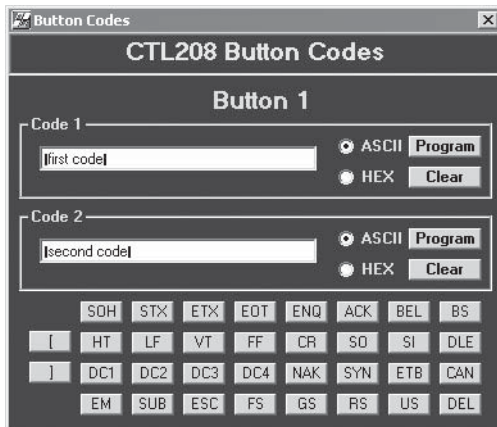 Button Codes
CTL208 Button Codes
Button 1
Code 1
|first code|
ASCII Program
HEX Clear
Code 2
|second code|
ASCII Program
HEX Clear
SOH STX ETX EOT ENQ ACK BEL BS
[ HT LF VT FF CR SO SI DLE
] DC1 DC2 DC3 DC4 NAK SYN ETB CAN
EM SUB ESC FS GS RS US DEL